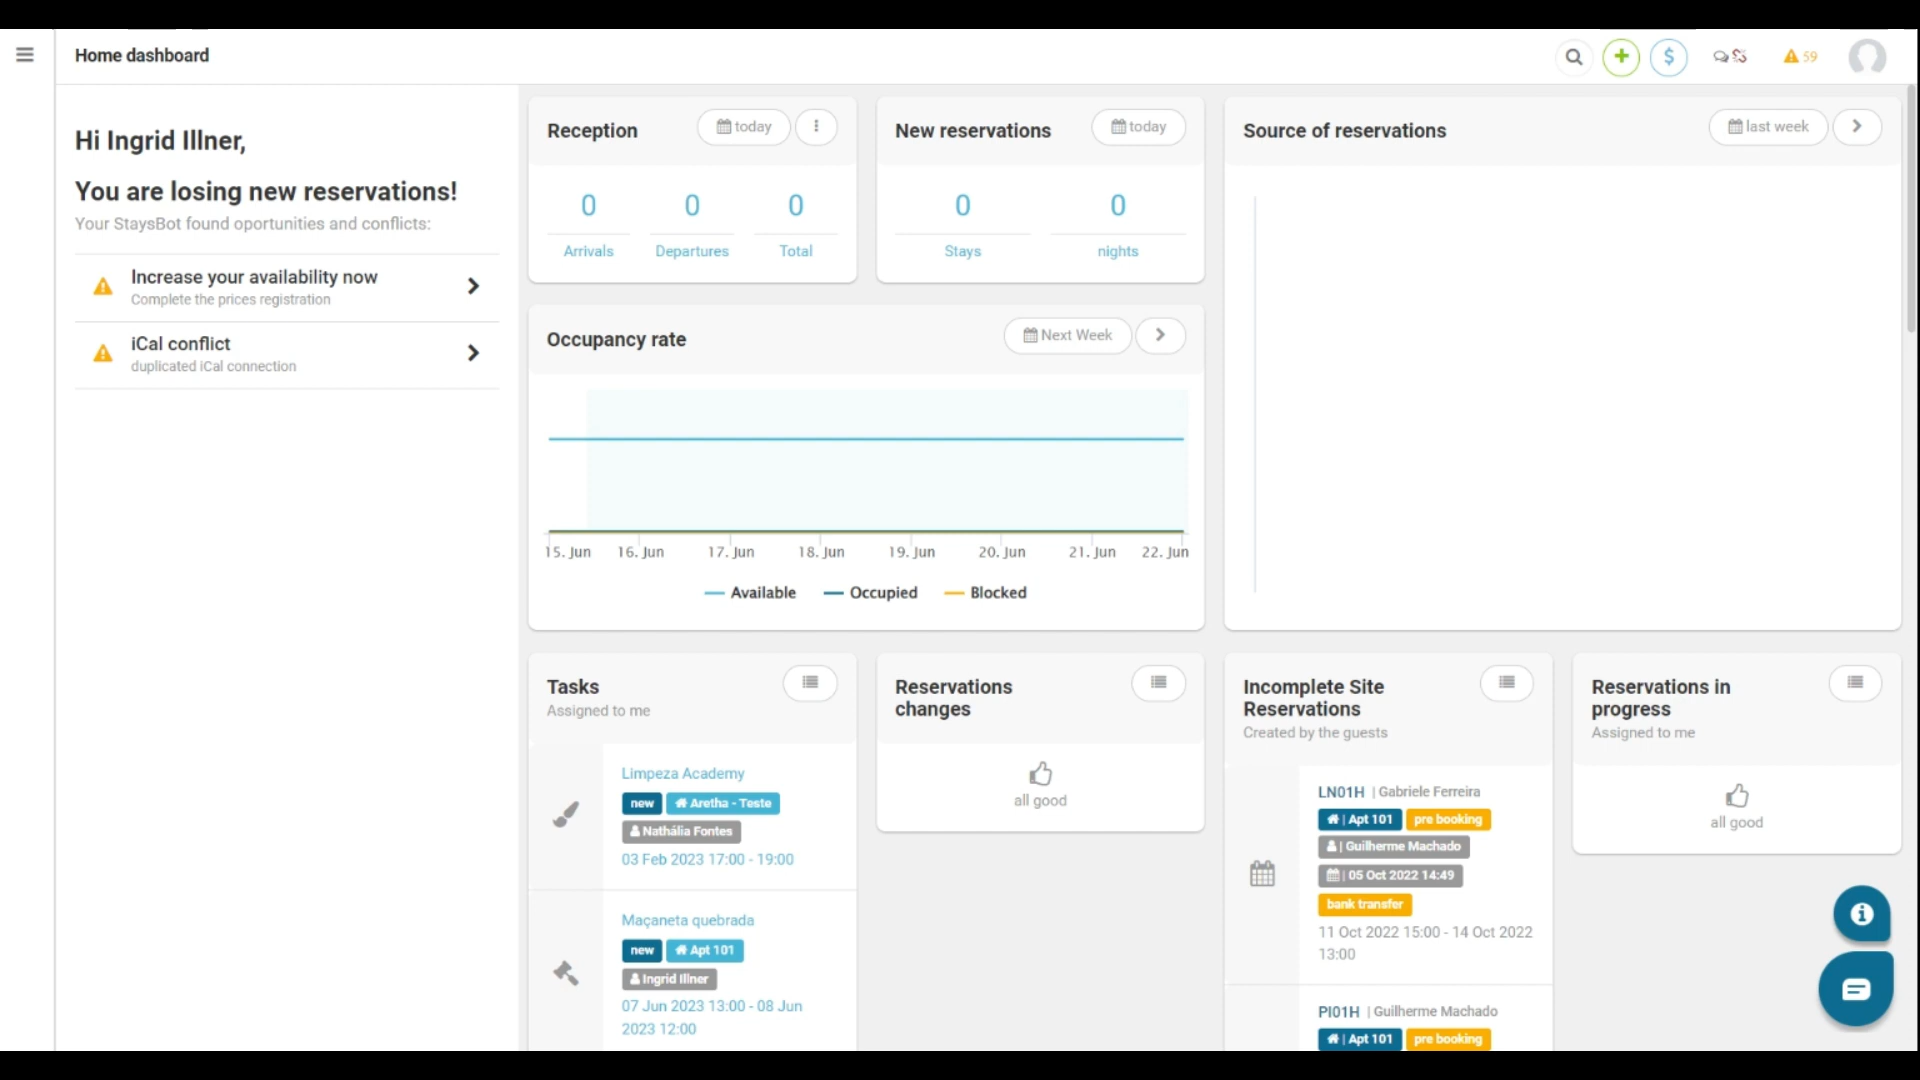 Home dashboard
$
59
Hi Ingrid Illner,
You are losing new reservations!
Your StaysBot found oportunities and conflicts:
Increase your availability now
Complete the prices registration
iCal conflict
duplicated iCal connection
Reception
today
0
0
0
Arrivals
Departures
Total
New reservations
today
0
0
Stays
nights
Source of reservations
last week
Occupancy rate
Next Week
15. Jun 16. Jun 17. Jun 18. Jun 19. Jun 20. Jun 21. Jun 22. Jun
Available Occupied Blocked
Tasks
Assigned to me
Limpeza Academy
new Aretha - Teste
Nathália Fontes
03 Feb 2023 17:00 - 19:00
Maçaneta quebrada
new Apt 101
Ingrid Illner
07 Jun 2023 13:00 - 08 Jun
2023 12:00
Reservations
changes
all good
Incomplete Site
Reservations
Created by the guests
LN01H | Gabriele Ferreira
| Apt 101 pre booking
| Guilherme Machado
| 05 Oct 2022 14:49
bank transfer
11 Oct 2022 15:00 - 14 Oct 2022
13:00
PI01H | Guilherme Machado
| Apt 101 pre booking
Reservations in
progress
Assigned to me
all good